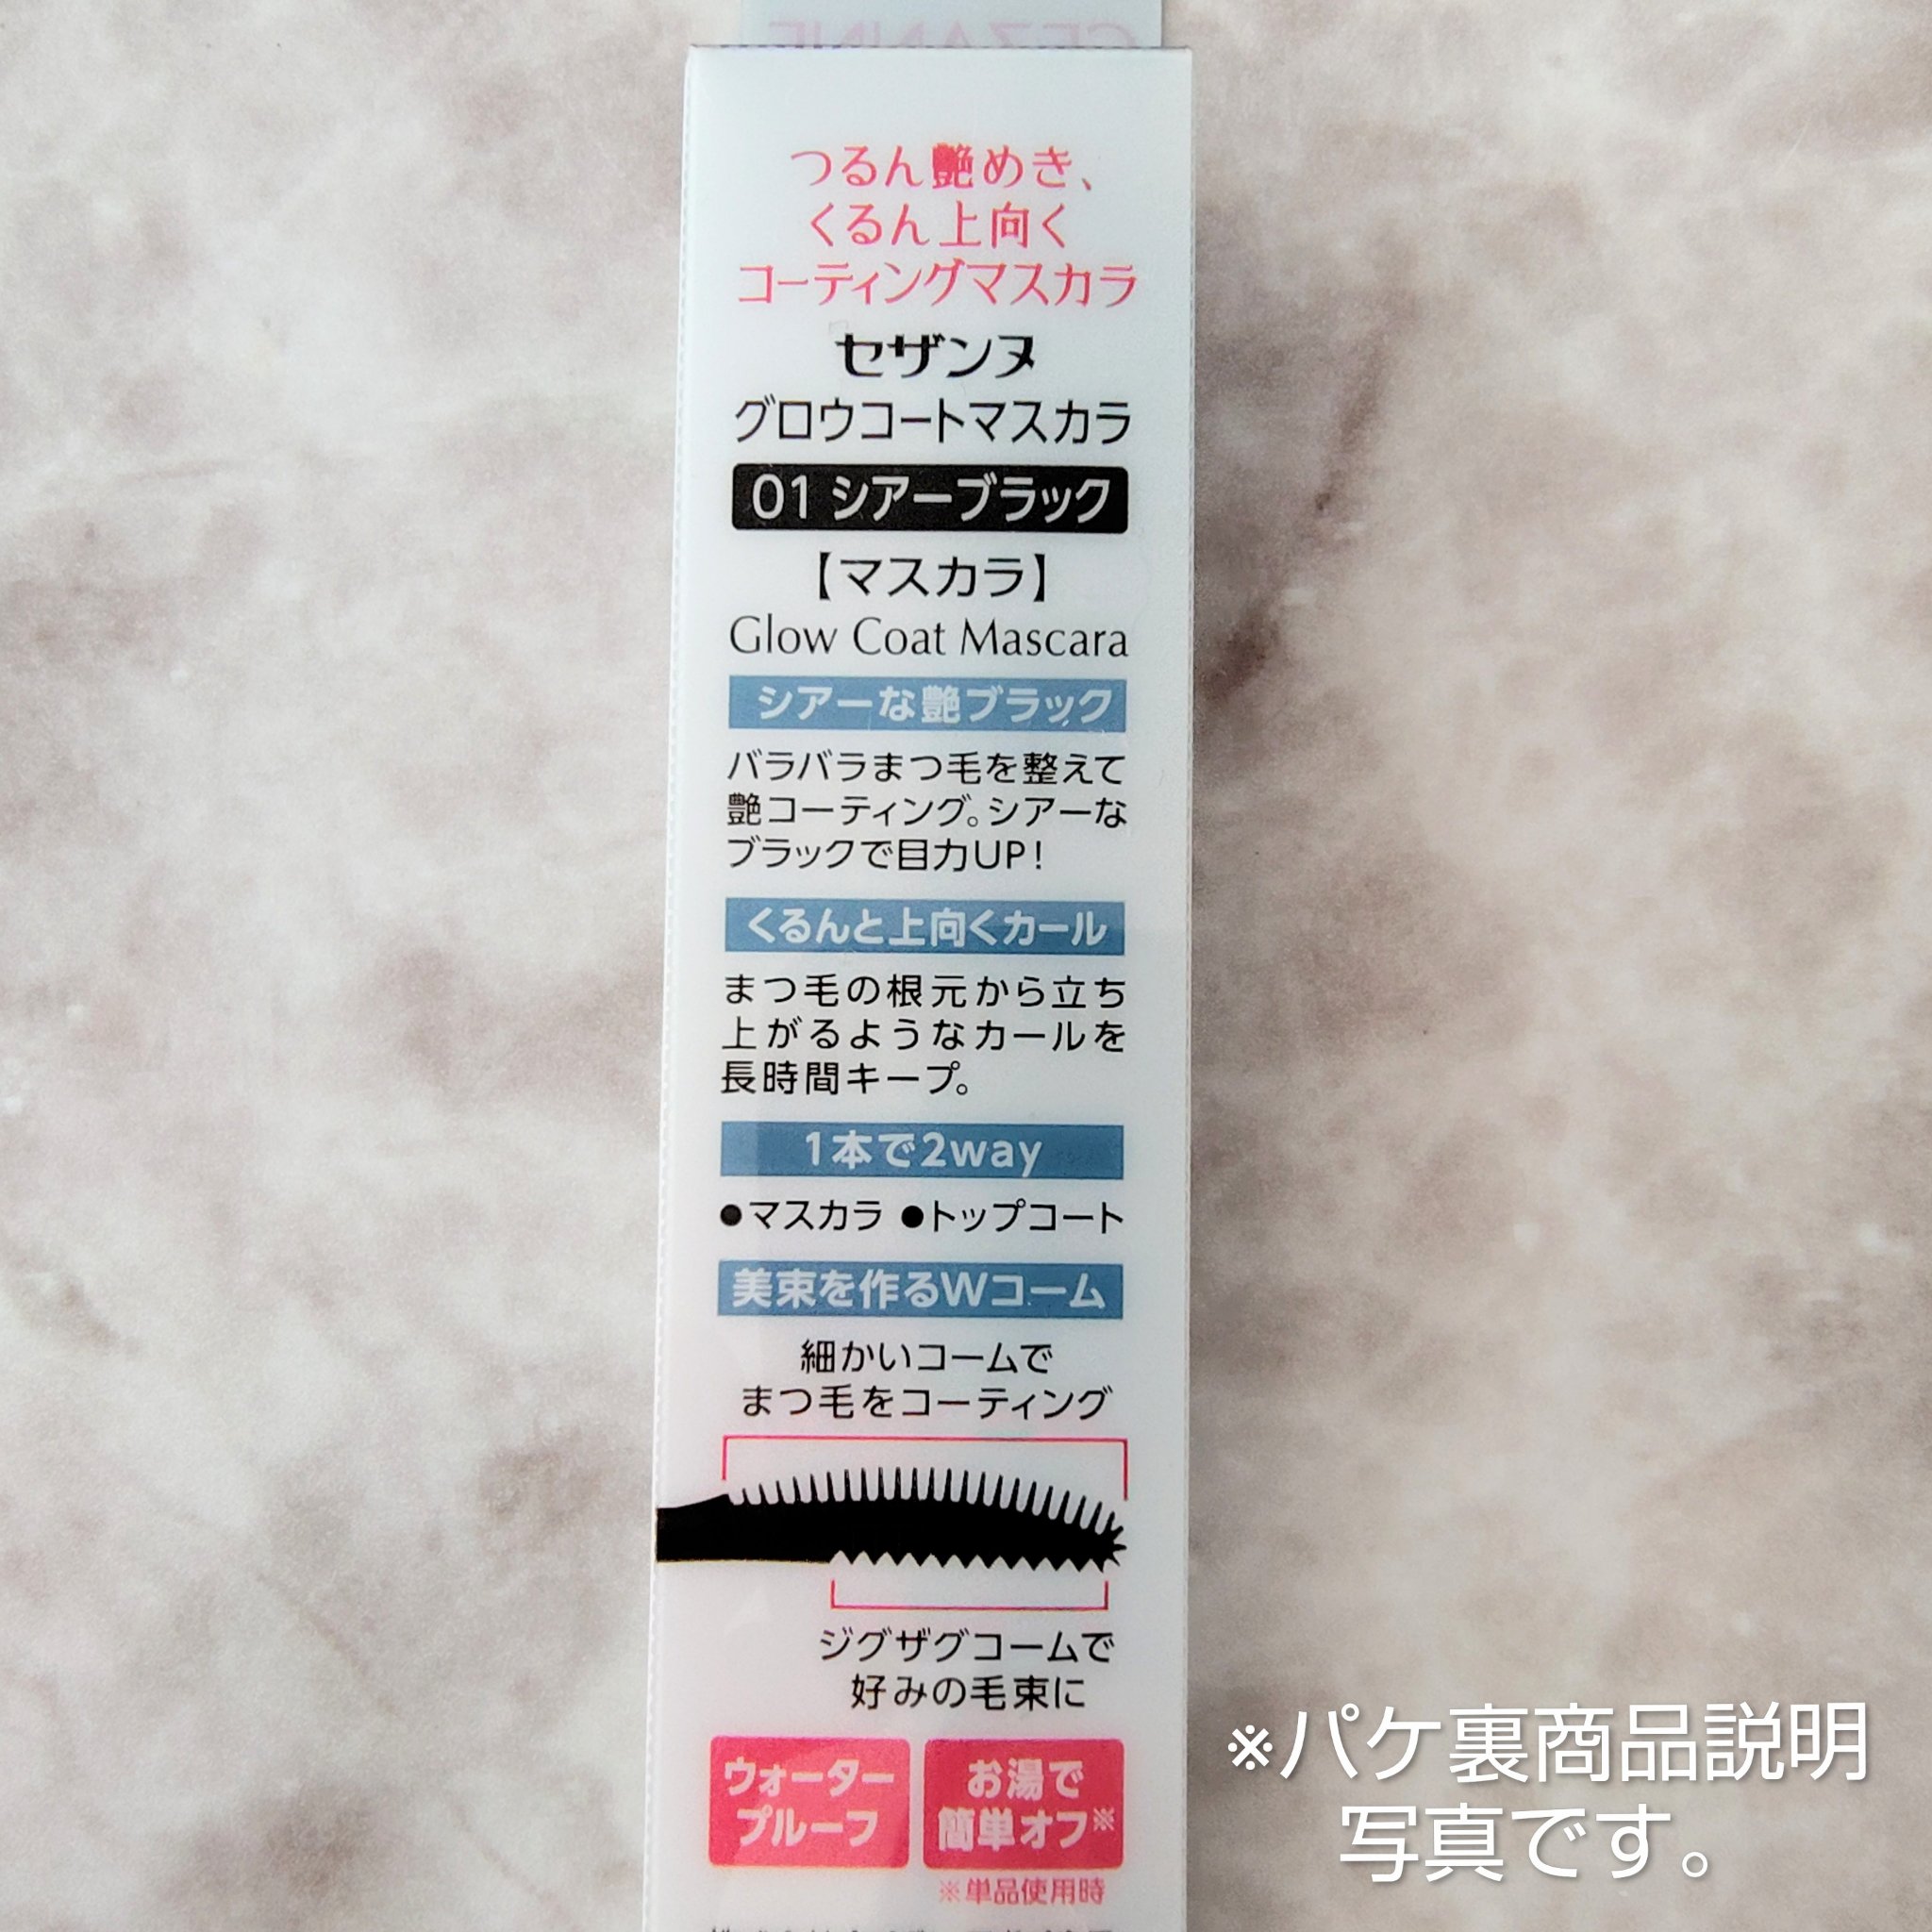 CEZANNE
つるん艶めき、
くるん上向く
コーティングマスカラ
セザンヌ
グロウコートマスカラ
01 シアーブラック
【マスカラ】
Glow Coat Mascara
シアーな艶ブラック
バラバラまつ毛を整えて
艶コーティング。シアーな
ブラックで目力UP!
くるんと上向くカール
まつ毛の根元から立ち
上がるようなカールを
長時間キープ。
1本で2way
●マスカラ ●トップコート
美束を作るWコーム
細かいコームで
まつ毛をコーティング
ジグザグコームで
好みの毛束に
ウォーター
プルーフ
お湯で
簡単オフ※
※単品使用時
※パケ裏商品説明
写真です。